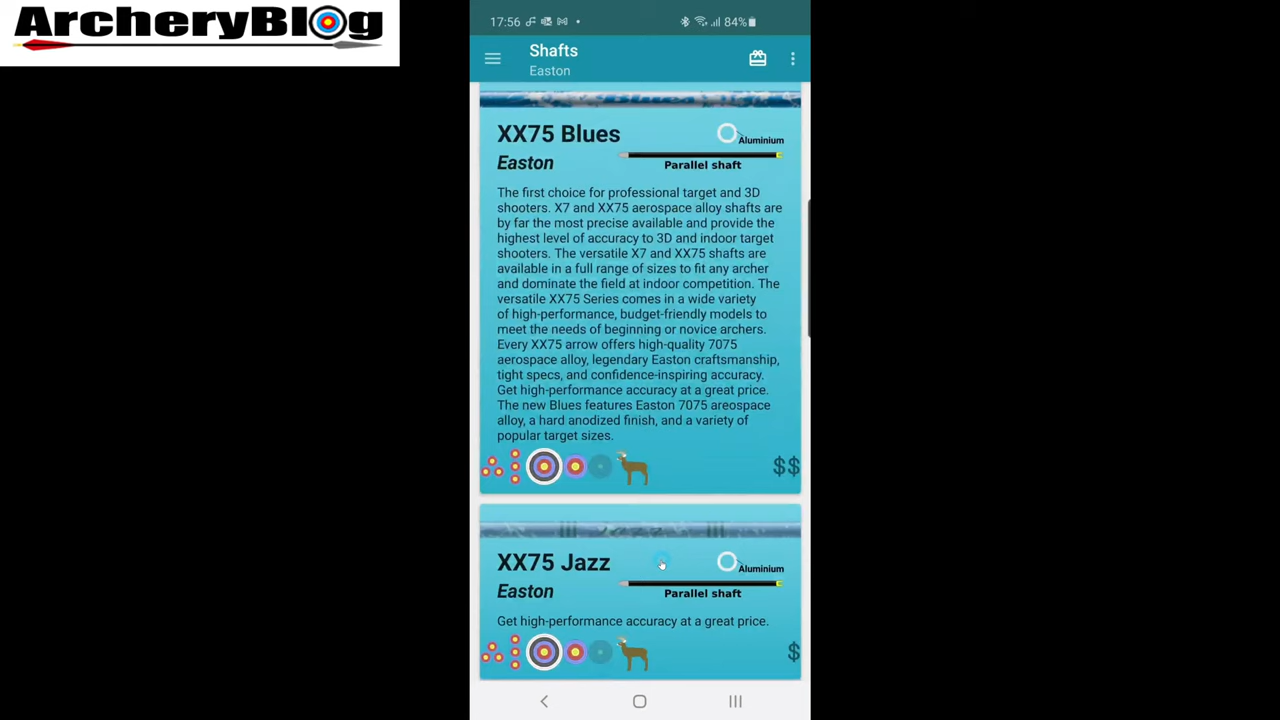 ArcheryBlog
17:56
84%
Shafts
Easton
Blues
XX75 Blues
Aluminium
Easton
Parallel shaft
The first choice for professional target and 3D
shooters. X7 and XX75 aerospace alloy shafts are
by far the most precise available and provide the
highest level of accuracy to 3D and indoor target
shooters. The versatile X7 and XX75 shafts are
available in a full range of sizes to fit any archer
and dominate the field at indoor competition. The
versatile XX75 Series comes in a wide variety
of high-performance, budget-friendly models to
meet the needs of beginning or novice archers.
Every XX75 arrow offers high-quality 7075
aerospace alloy, legendary Easton craftsmanship,
tight specs, and confidence-inspiring accuracy.
Get high-performance accuracy at a great price.
The new Blues features Easton 7075 areospace
alloy, a hard anodized finish, and a variety of
popular target sizes.
$$
Jazz
XX75 Jazz
Aluminium
Easton
Parallel shaft
Get high-performance accuracy at a great price.
$